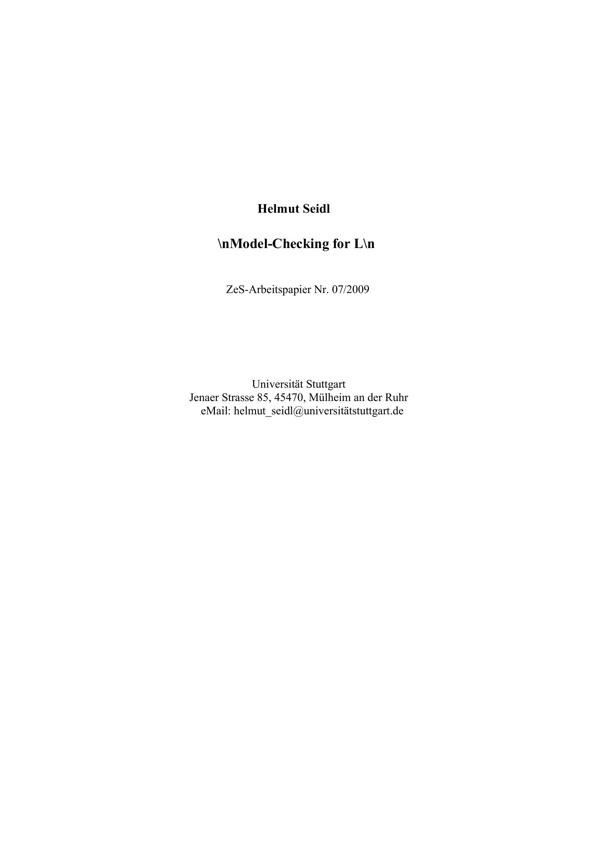 Helmut Seidl
\nModel-Checking for L\n
ZeS-Arbeitspapier Nr. 07/2009
Universität Stuttgart
Jenaer Strasse 85, 45470, Mülheim an der Ruhr
eMail: helmut_seidl@universitätstuttgart.de